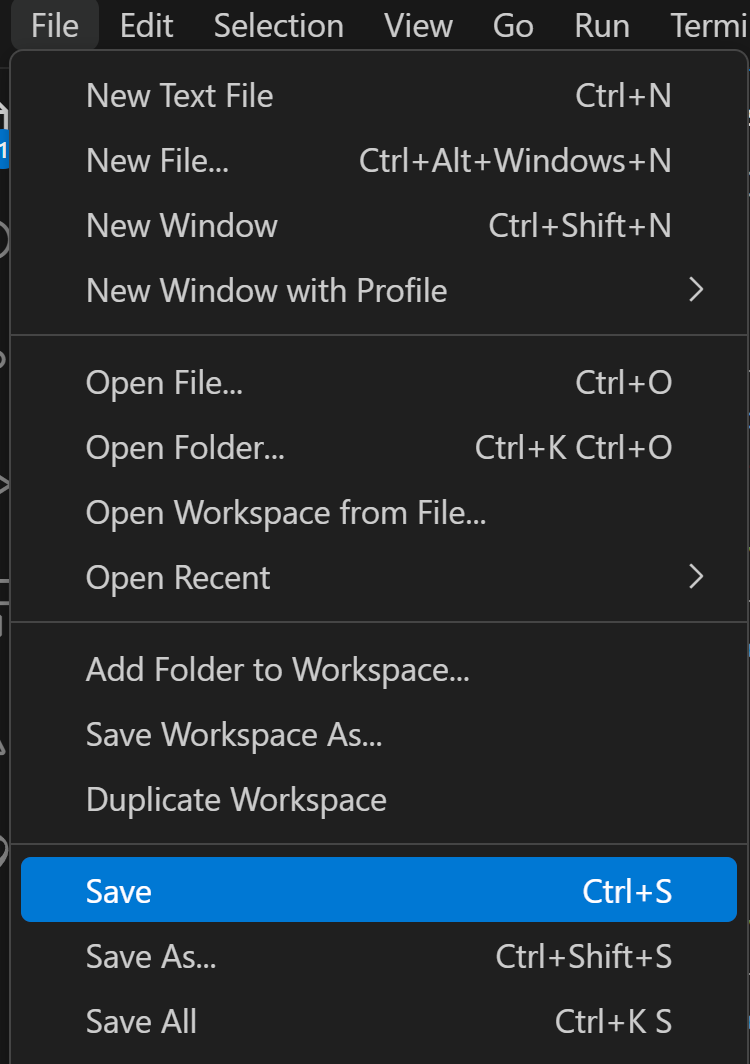 File Edit Selection View Go Run Termi
1
New Text File Ctrl+N
New File... Ctrl+Alt+Windows+N
New Window Ctrl+Shift+N
New Window with Profile
Open File... Ctrl+O
Open Folder... Ctrl+K Ctrl+O
Open Workspace from File...
Open Recent
Add Folder to Workspace...
Save Workspace As...
Duplicate Workspace
Save Ctrl+S
Save As... Ctrl+Shift+S
Save All Ctrl+K S